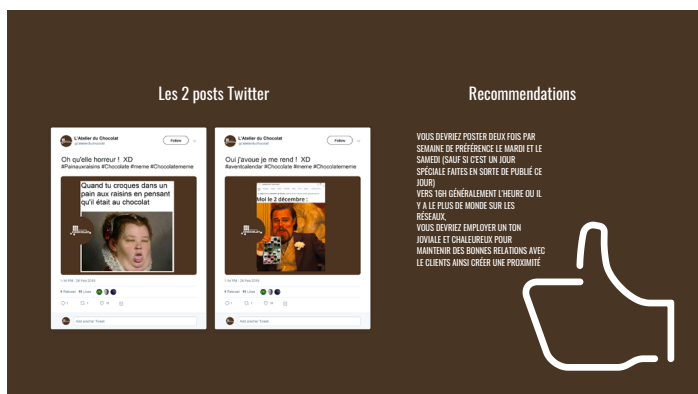 Les 2 posts Twitter
Recommendations
L'Atelier du Chocolat
Follow
Oh qu'elle horreur ! XD
#Painauxraisins #Chocolate #meme #Chocolatememe
Quand tu croques dans un
pain aux raisins en pensant
qu'il était au chocolat
L'Atelier du Chocolat
Follow
Oui j'avoue je me rend ! XD
#aventcalendar #Chocolate #meme #Chocolatememe
Moi le 2 décembre :
VOUS DEVRIEZ POSTER DEUX FOIS PAR
SEMAINE DE PRÉFÉRENCE LE MARDI ET LE
SAMEDI (SAUF SI C'EST UN JOUR
SPÉCIALE FAITES EN SORTE DE PUBLIÉ CE
JOUR)
VERS 16H GÉNÉRALEMENT L'HEURE OU IL
Y A LE PLUS DE MONDE SUR LES
RÉSEAUX,
VOUS DEVRIEZ EMPLOYER UN TON
JOVIALE ET CHALEUREUX POUR
MAINTENIR DES BONNES RELATIONS AVEC
LE CLIENTS AINSI CRÉER UNE PROXIMITÉ